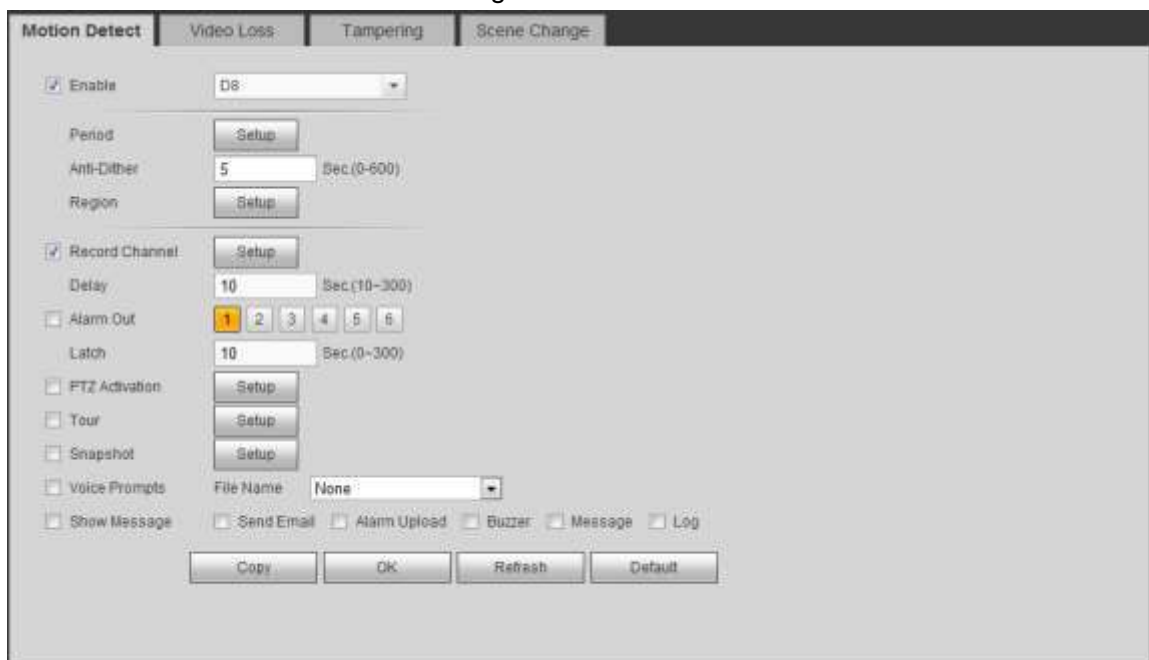 Motion Detect Video Loss Tampering Scene Change
Enable D8
Period Setup
Anti-Dither 5 Sec.(0-600)
Region Setup
Record Channel Setup
Delay 10 Sec.(10~300)
Alarm Out 1 2 3 4 5 6
Latch 10 Sec.(0~300)
PTZ Activation Setup
Tour Setup
Snapshot Setup
Voice Prompts File Name None
Show Message Send Email Alarm Upload Buzzer Message Log
Copy OK Refresh Default